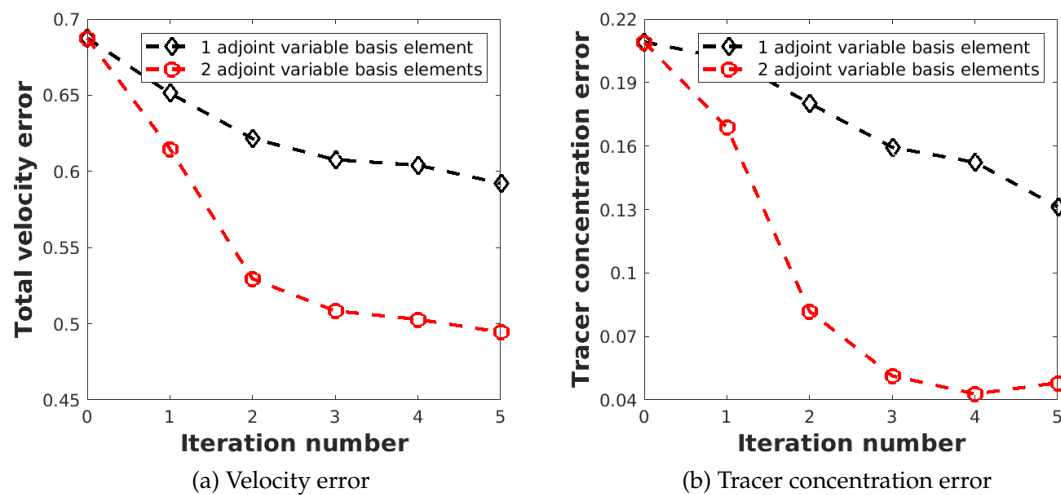 0.7
0.65
0.6
0.55
0.5
0.45
Total velocity error
1 adjoint variable basis element
2 adjoint variable basis elements
0 1 2 3 4 5
Iteration number
(a) Velocity error
0.22
0.19
0.16
0.13
0.1
0.07
0.04
Tracer concentration error
1 adjoint variable basis element
2 adjoint variable basis elements
0 1 2 3 4 5
Iteration number
(b) Tracer concentration error